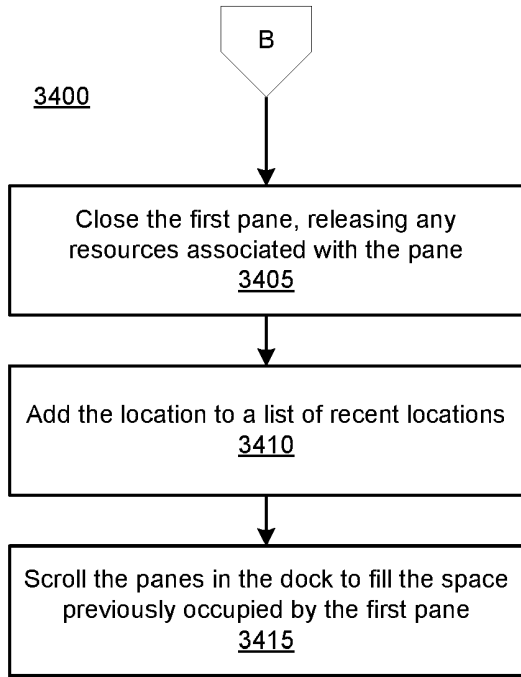 B
3400
Close the first pane, releasing any
resources associated with the pane
3405
Add the location to a list of recent locations
3410
Scroll the panes in the dock to fill the space
previously occupied by the first pane
3415